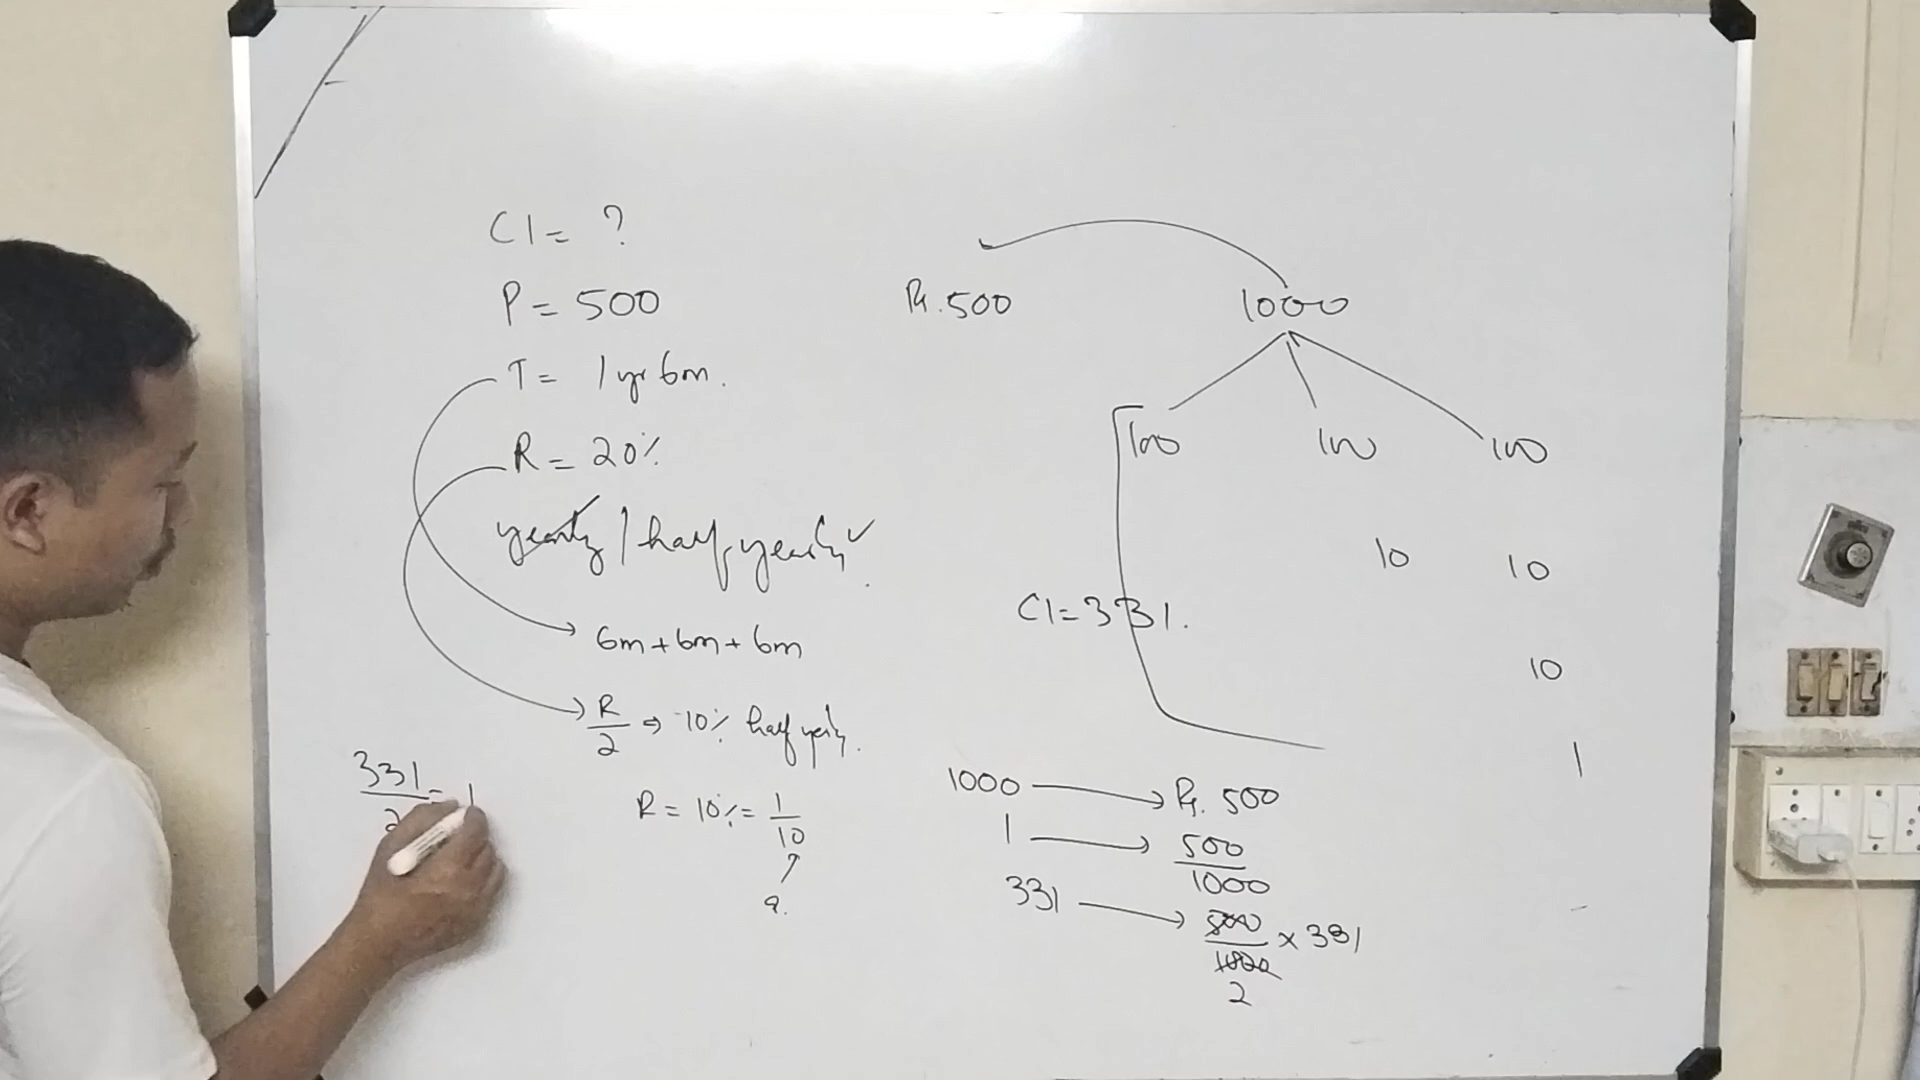 CI = ?
P = 500
T = 1 yr 6m.
R = 20%
yearly / half yearly ✓.
6m + 6m + 6m
R/2 ⇒ 10% half yearly.
331/2 = 1
R = 10% = 1/10
a.
Rs. 500
1000
100 100 100
10 10
CI = 331.
10
1
1000 → Rs. 500
1 → 500/1000
331 → 500/1000 × 331
2